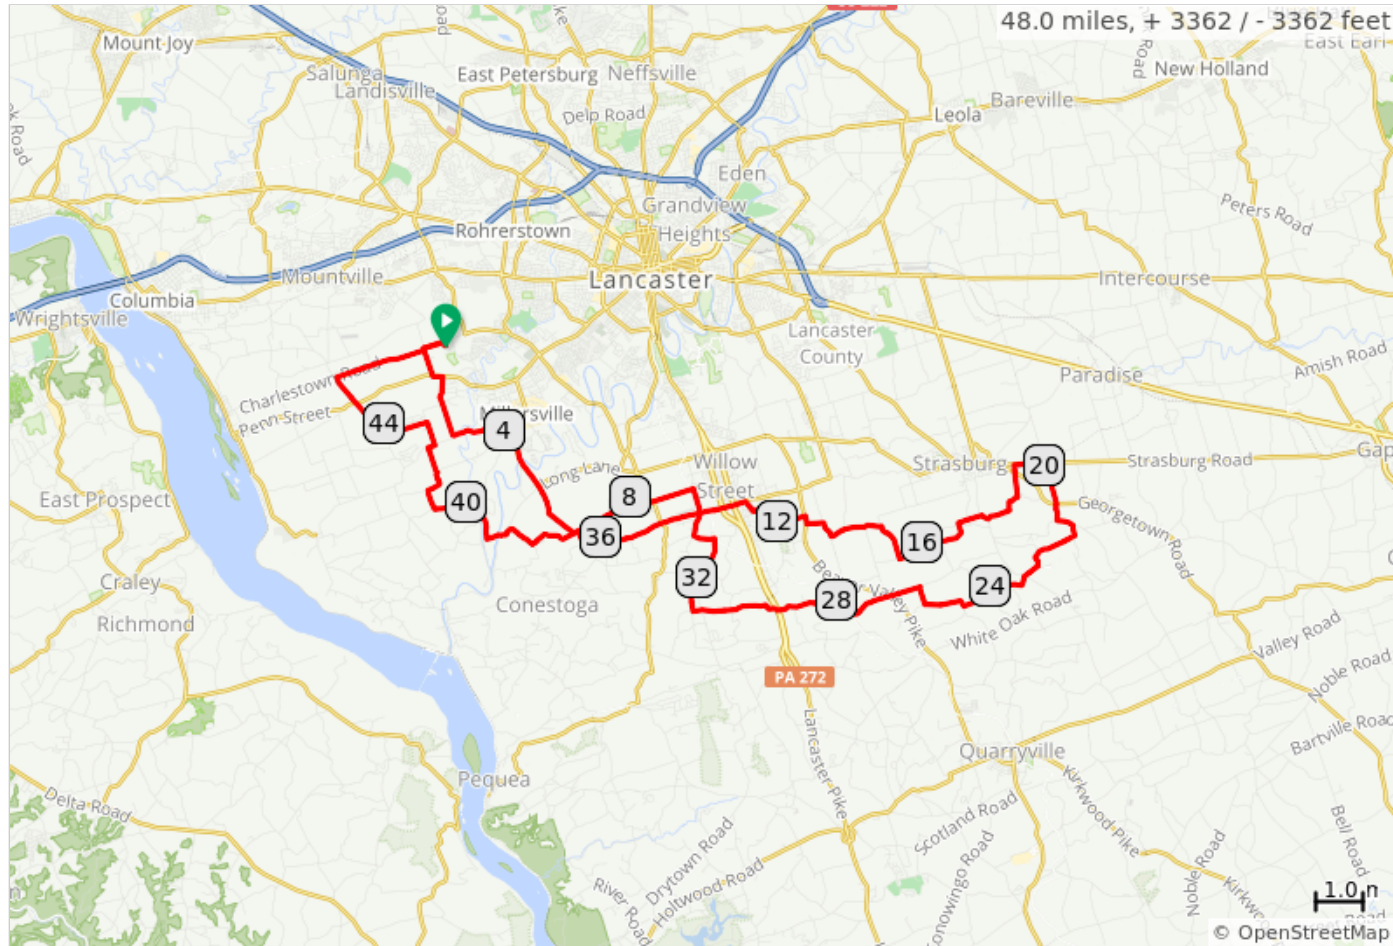 48.0 miles, + 3362 / - 3362 feet
Mount Joy
East Earl
Salunga
Landisville
East Petersburg
Neffsville
New Holland
Bareville
Delp Road
Leola
Eden
Grandview
Heights
Peters Road
Rohrerstown
Mountville
Lancaster
Intercourse
Columbia
Wrightsville
Lancaster
County
Amish Road
Paradise
Charlestown Road
Penn Street
Millersville
44
4
Willow
Street
Long Lane
Strasburg
20
Strasburg Road
Gap
East Prospect
40
8
Georgetown Road
36
12
16
Craley
Conestoga
32
Beaver Valley Pike
28
24
White Oak Road
Richmond
Valley Road
Noble Road
PA 272
Bartville Road
Lancaster Pike
Quarryville
Pequea
Kirkwood Pike
Delta Road
Scotland Road
Drytown Road
Bell Road
Holtwood Road
River Road
Noble Road
1.0 n
© OpenStreetMap